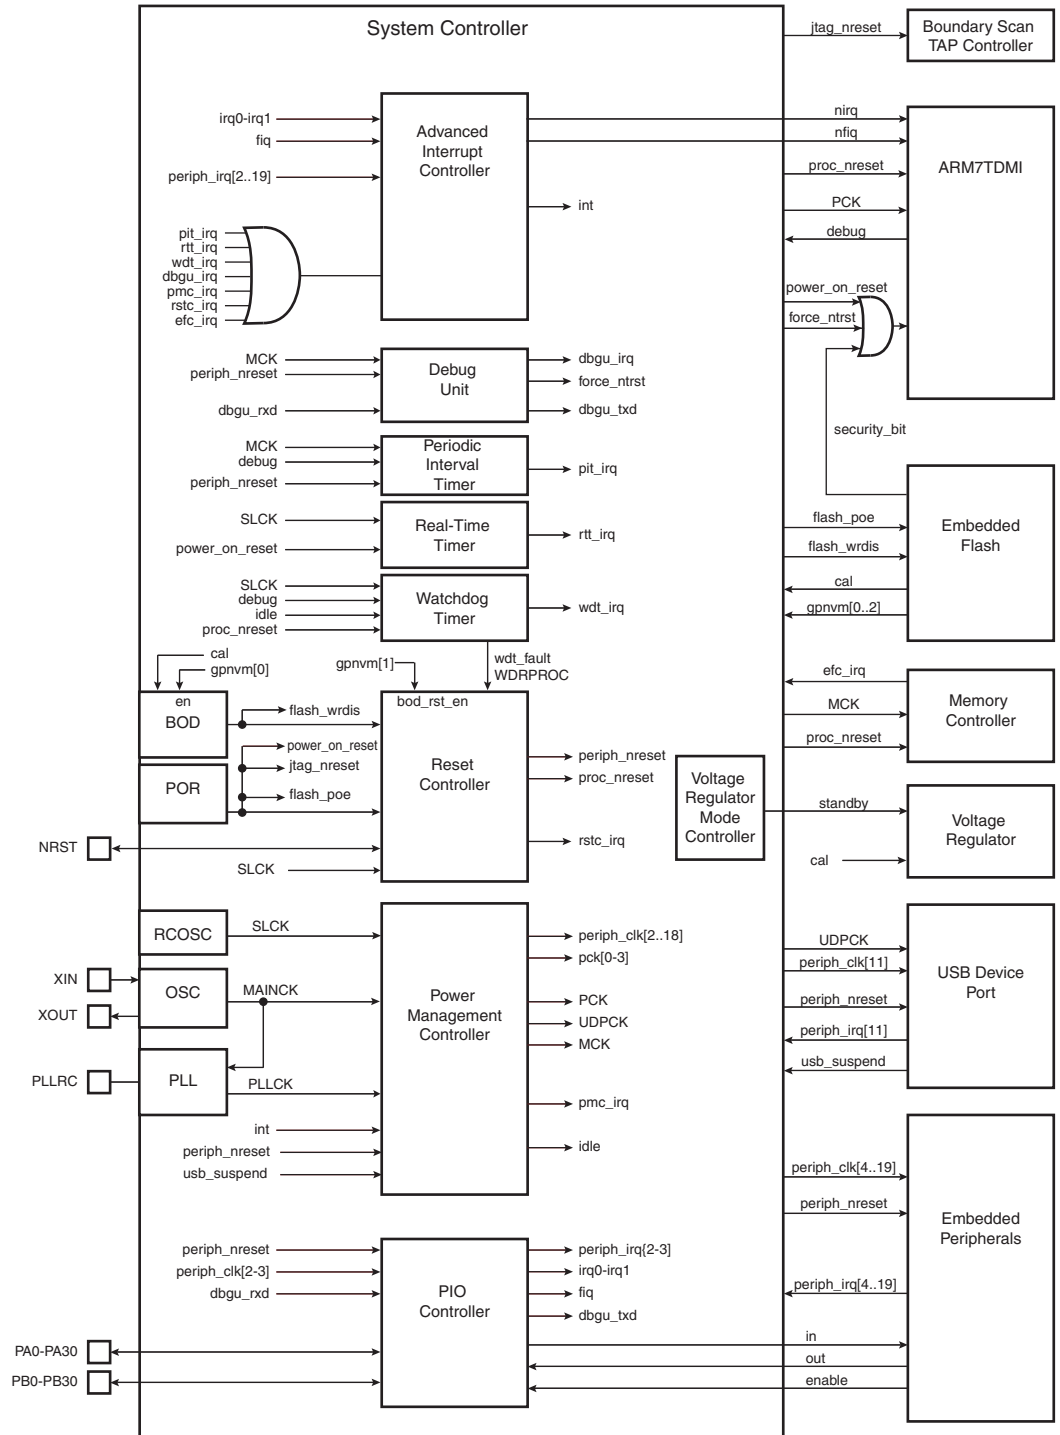 System Controller
jtag_nreset
Boundary Scan
TAP Controller
irq0-irq1
fiq
periph_irq[2..19]
pit_irq
rtt_irq
wdt_irq
dbgu_irq
pmc_irq
rstc_irq
efc_irq
Advanced
Interrupt
Controller
int
nirq
nfiq
proc_nreset
PCK
debug
power_on_reset
force_ntrst
ARM7TDMI
security_bit
MCK
periph_nreset
dbgu_rxd
Debug
Unit
dbgu_irq
force_ntrst
dbgu_txd
MCK
debug
periph_nreset
Periodic
Interval
Timer
pit_irq
SLCK
power_on_reset
Real-Time
Timer
rtt_irq
flash_poe
flash_wrdis
cal
gpnvm[0..2]
Embedded
Flash
SLCK
debug
idle
proc_nreset
Watchdog
Timer
wdt_irq
wdt_fault
WDRPROC
cal
gpnvm[0]
en
BOD
POR
gpnvm[1]
bod_rst_en
flash_wrdis
power_on_reset
jtag_nreset
flash_poe
NRST
SLCK
Reset
Controller
periph_nreset
proc_nreset
rstc_irq
efc_irq
MCK
proc_nreset
Memory
Controller
Voltage
Regulator
Mode
Controller
standby
cal
Voltage
Regulator
RCOSC
SLCK
XIN
XOUT
OSC
MAINCK
PLLRC
PLL
PLLCK
int
periph_nreset
usb_suspend
Power
Management
Controller
periph_clk[2..18]
pck[0-3]
PCK
UDPCK
MCK
pmc_irq
idle
UDPCK
periph_clk[11]
periph_nreset
periph_irq[11]
usb_suspend
USB Device
Port
periph_clk[4..19]
periph_nreset
periph_irq[4..19]
Embedded
Peripherals
periph_nreset
periph_clk[2-3]
dbgu_rxd
PIO
Controller
periph_irq{2-3]
irq0-irq1
fiq
dbgu_txd
PA0-PA30
PB0-PB30
in
out
enable